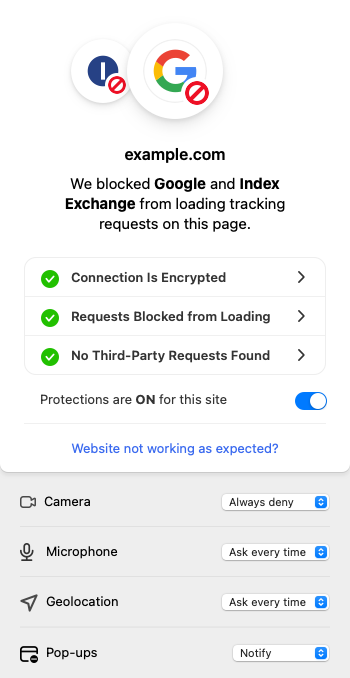 example.com
We blocked Google and Index
Exchange from loading tracking
requests on this page.
Connection Is Encrypted
Requests Blocked from Loading
No Third-Party Requests Found
Protections are ON for this site
Website not working as expected?
Camera Always deny
Microphone Ask every time
Geolocation Ask every time
Pop-ups Notify